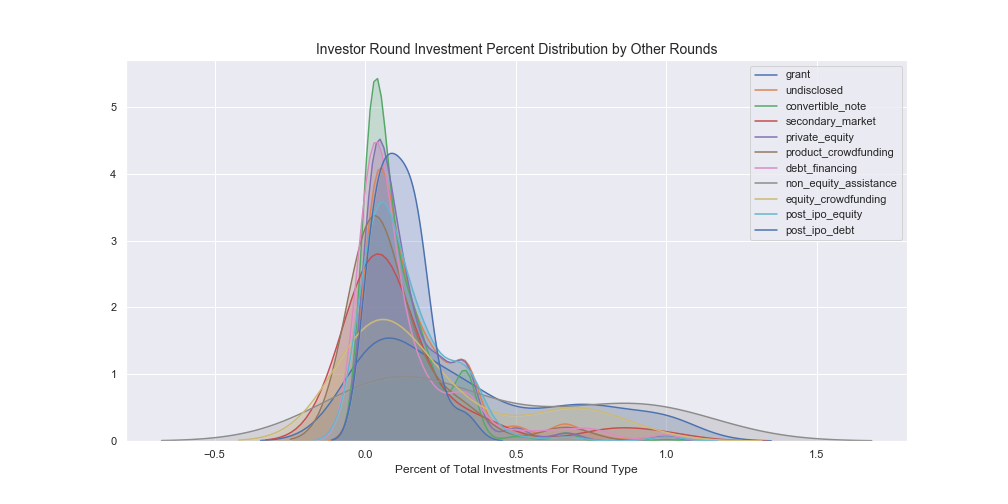 Investor Round Investment Percent Distribution by Other Rounds
grant
undisclosed
convertible_note
secondary_market
private_equity
product_crowdfunding
debt_financing
non_equity_assistance
equity_crowdfunding
post_ipo_equity
post_ipo_debt
5
4
3
2
1
0
−0.5
0.0
0.5
1.0
1.5
Percent of Total Investments For Round Type